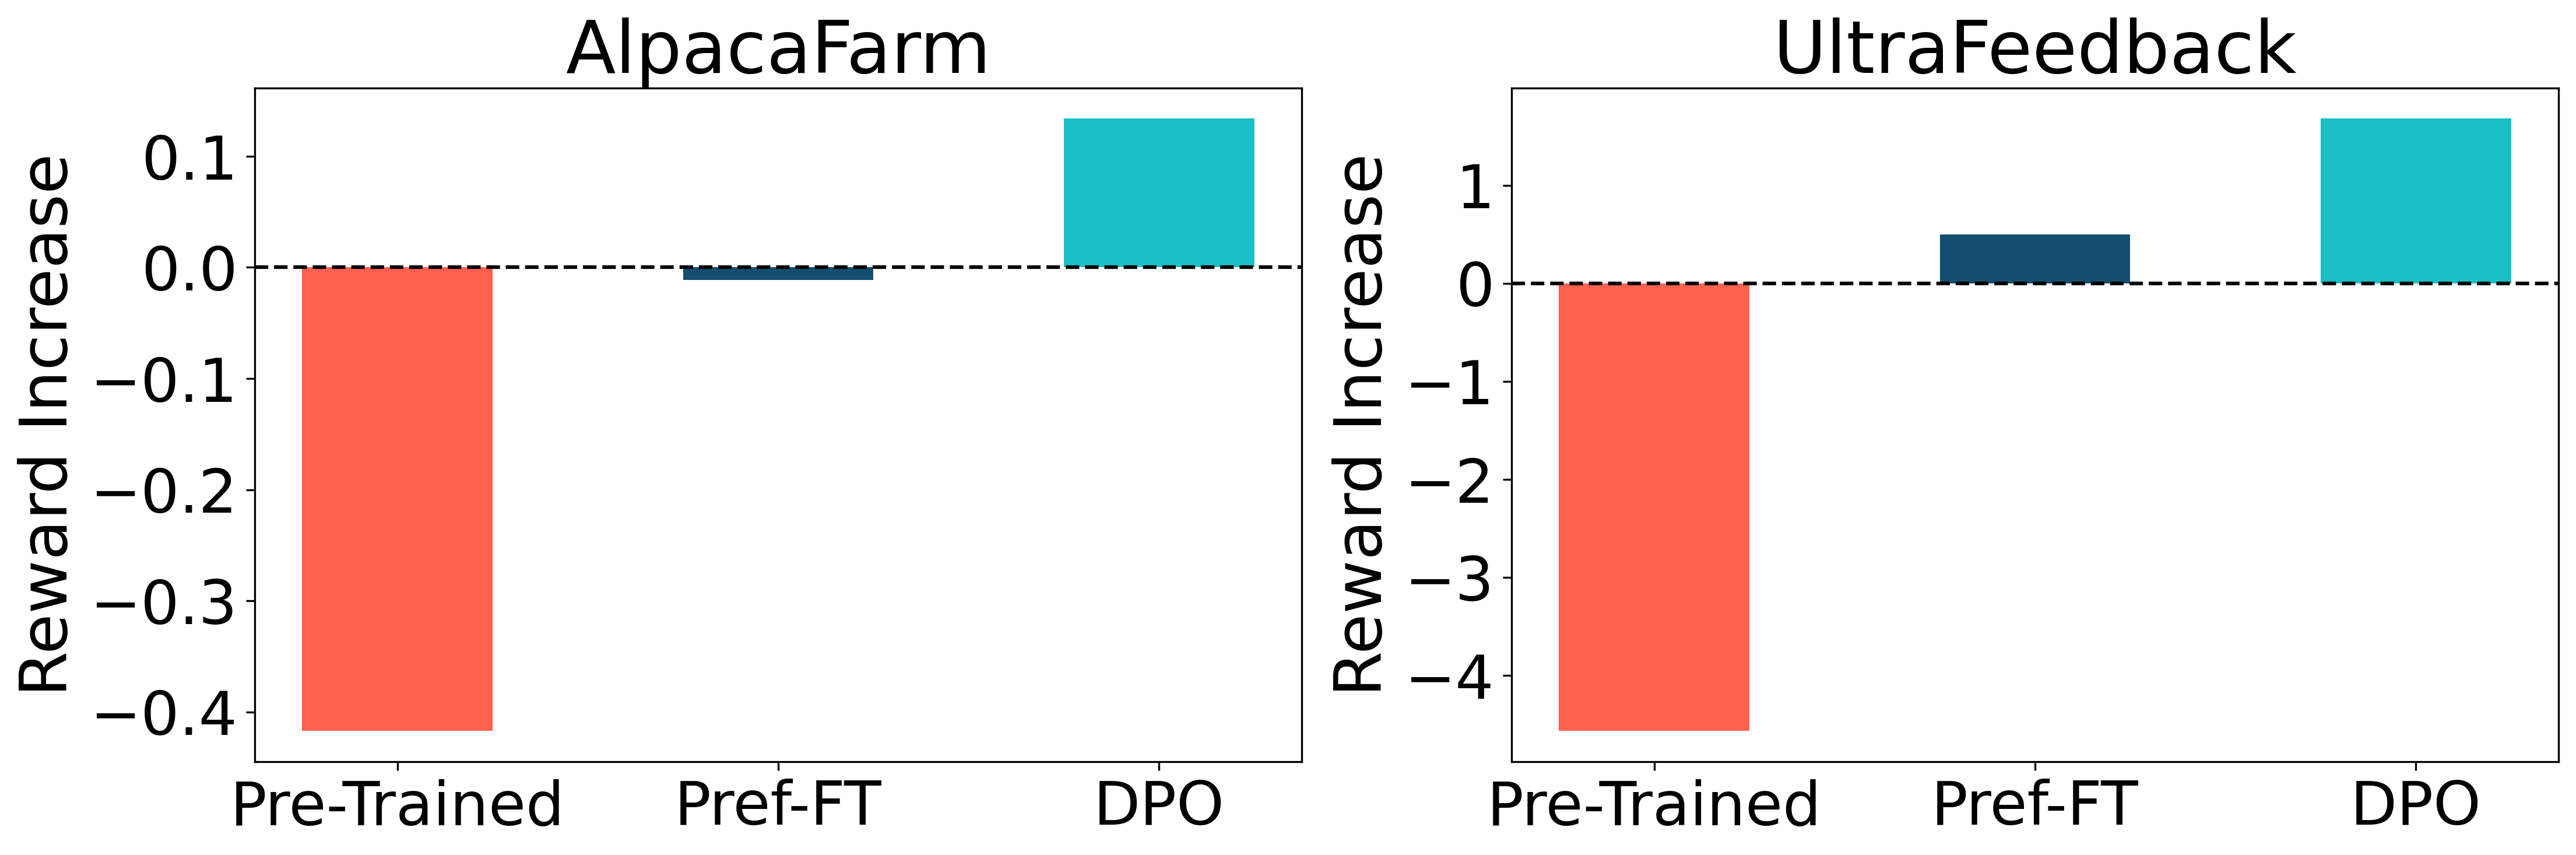 AlpacaFarm
Reward Increase
0.1
0.0
−0.1
−0.2
−0.3
−0.4
Pre-Trained
Pref-FT
DPO
UltraFeedback
Reward Increase
1
0
−1
−2
−3
−4
Pre-Trained
Pref-FT
DPO